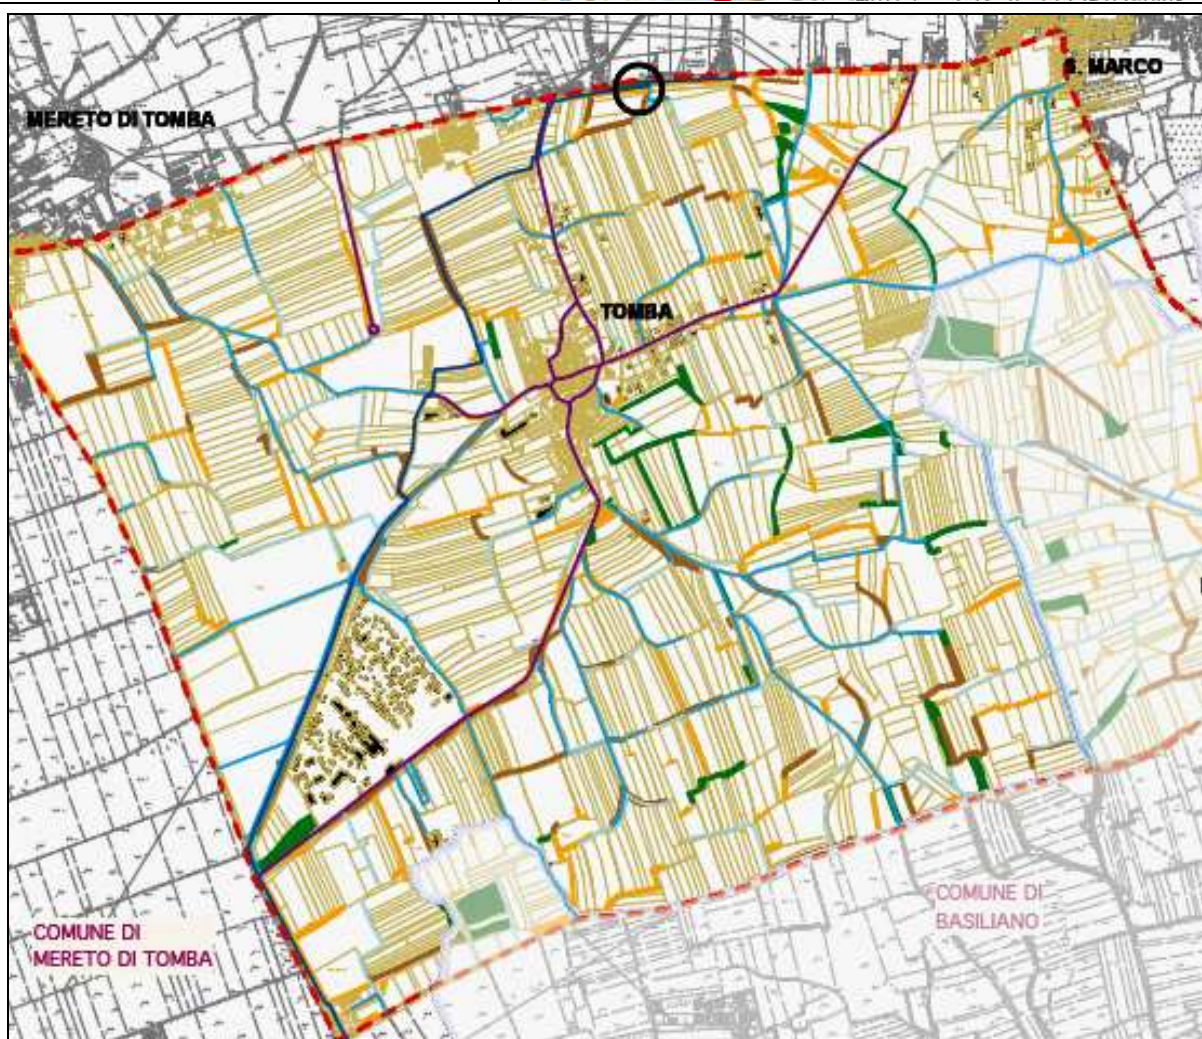 S. MARCO
MERETO DI TOMBA
TOMBA
COMUNE DI
MERETO DI TOMBA
COMUNE DI
BASILIANO